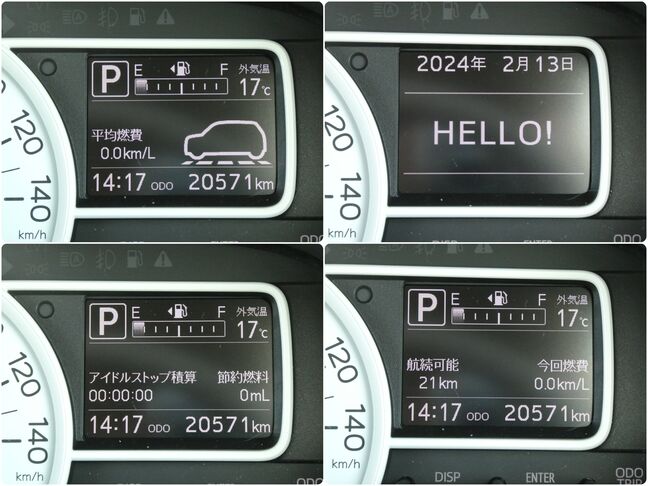 P E F 外気温
17℃
平均燃費
0.0km/L
14:17 ODO 20571km
120
140
km/h
2024年 2月13日
HELLO!
120
140
km/h
DISP ENTER ODO
P E F 外気温
17℃
アイドルストップ積算 節約燃料
00:00:00 0mL
14:17 ODO 20571km
120
140
km/h
P E F 外気温
17℃
航続可能 今回燃費
21km 0.0km/L
14:17 ODO 20571km
120
140
km/h
DISP ENTER ODO
TRIP